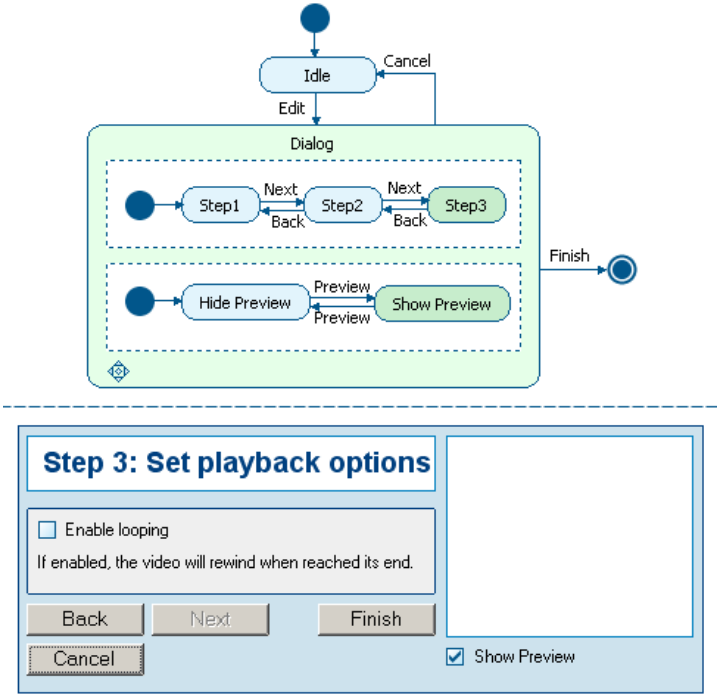 Idle
Cancel
Edit
Dialog
Step1
Next
Back
Step2
Next
Back
Step3
Finish
Hide Preview
Preview
Preview
Show Preview
Step 3: Set playback options
Enable looping
If enabled, the video will rewind when reached its end.
Back
Next
Finish
Cancel
Show Preview